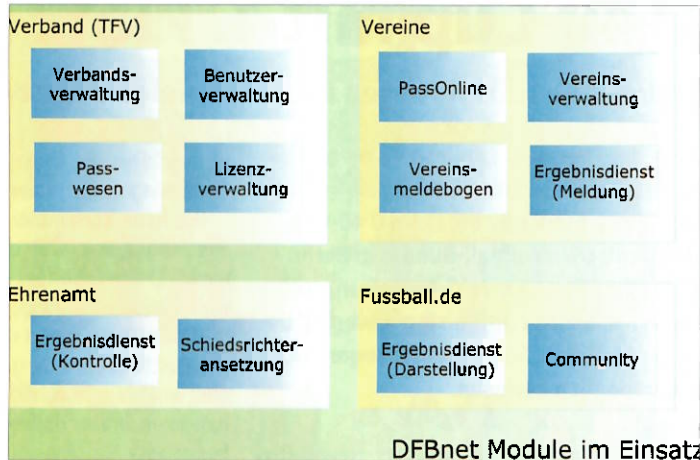 Verband (TFV)
Verbands-
verwaltung
Benutzer-
verwaltung
Pass-
wesen
Lizenz-
verwaltung
Vereine
PassOnline
Vereins-
verwaltung
Vereins-
meldebogen
Ergebnisdienst
(Meldung)
Ehrenamt
Ergebnisdienst
(Kontrolle)
Schiedsrichter-
ansetzung
Fussball.de
Ergebnisdienst
(Darstellung)
Community
DFBnet Module im Einsatz